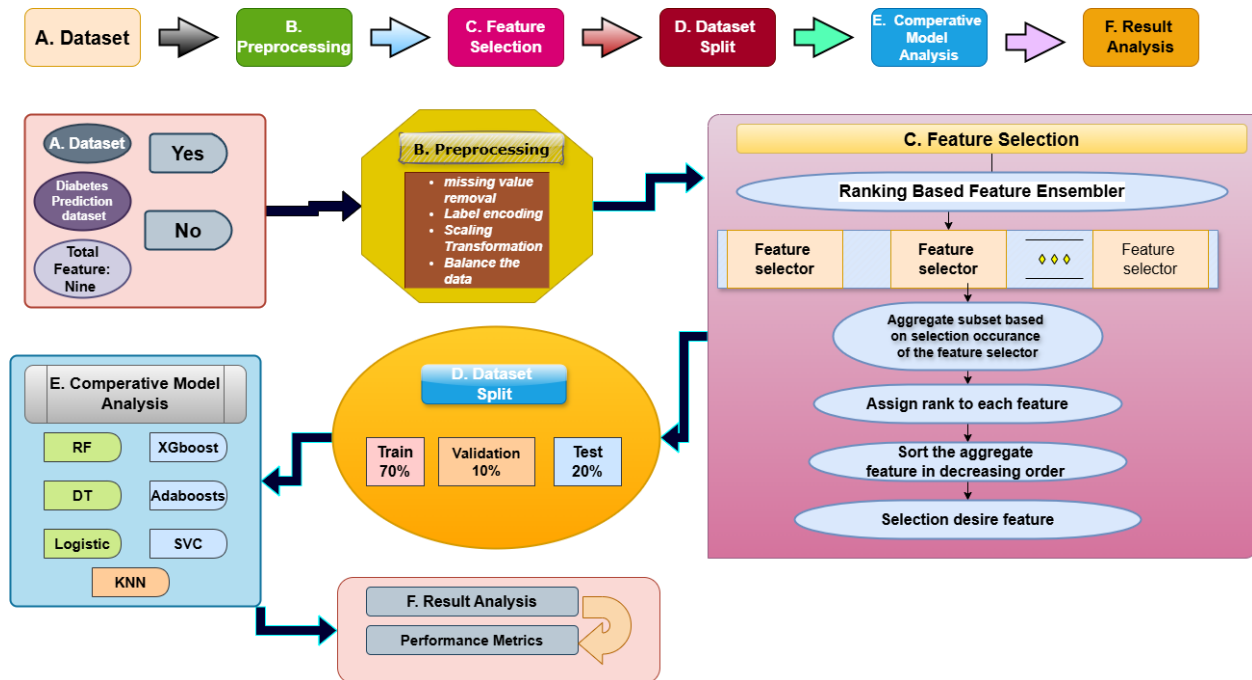 A. Dataset
B.
Preprocessing
C. Feature
Selection
D. Dataset
Split
E. Comperative
Model
Analysis
F. Result
Analysis
A. Dataset
Diabetes
Prediction
dataset
Total
Feature:
Nine
Yes
No
B. Preprocessing
missing value
removal
Label encoding
Scaling
Transformation
Balance the
data
C. Feature Selection
Ranking Based Feature Ensembler
Feature
selector
Feature
selector
Feature
selector
Aggregate subset based
on selection occurance
of the feature selector
Assign rank to each feature
Sort the aggregate
feature in decreasing order
Selection desire feature
D. Dataset
Split
Train
70%
Validation
10%
Test
20%
E. Comperative Model
Analysis
RF
XGboost
DT
Adaboosts
Logistic
SVC
KNN
F. Result Analysis
Performance Metrics